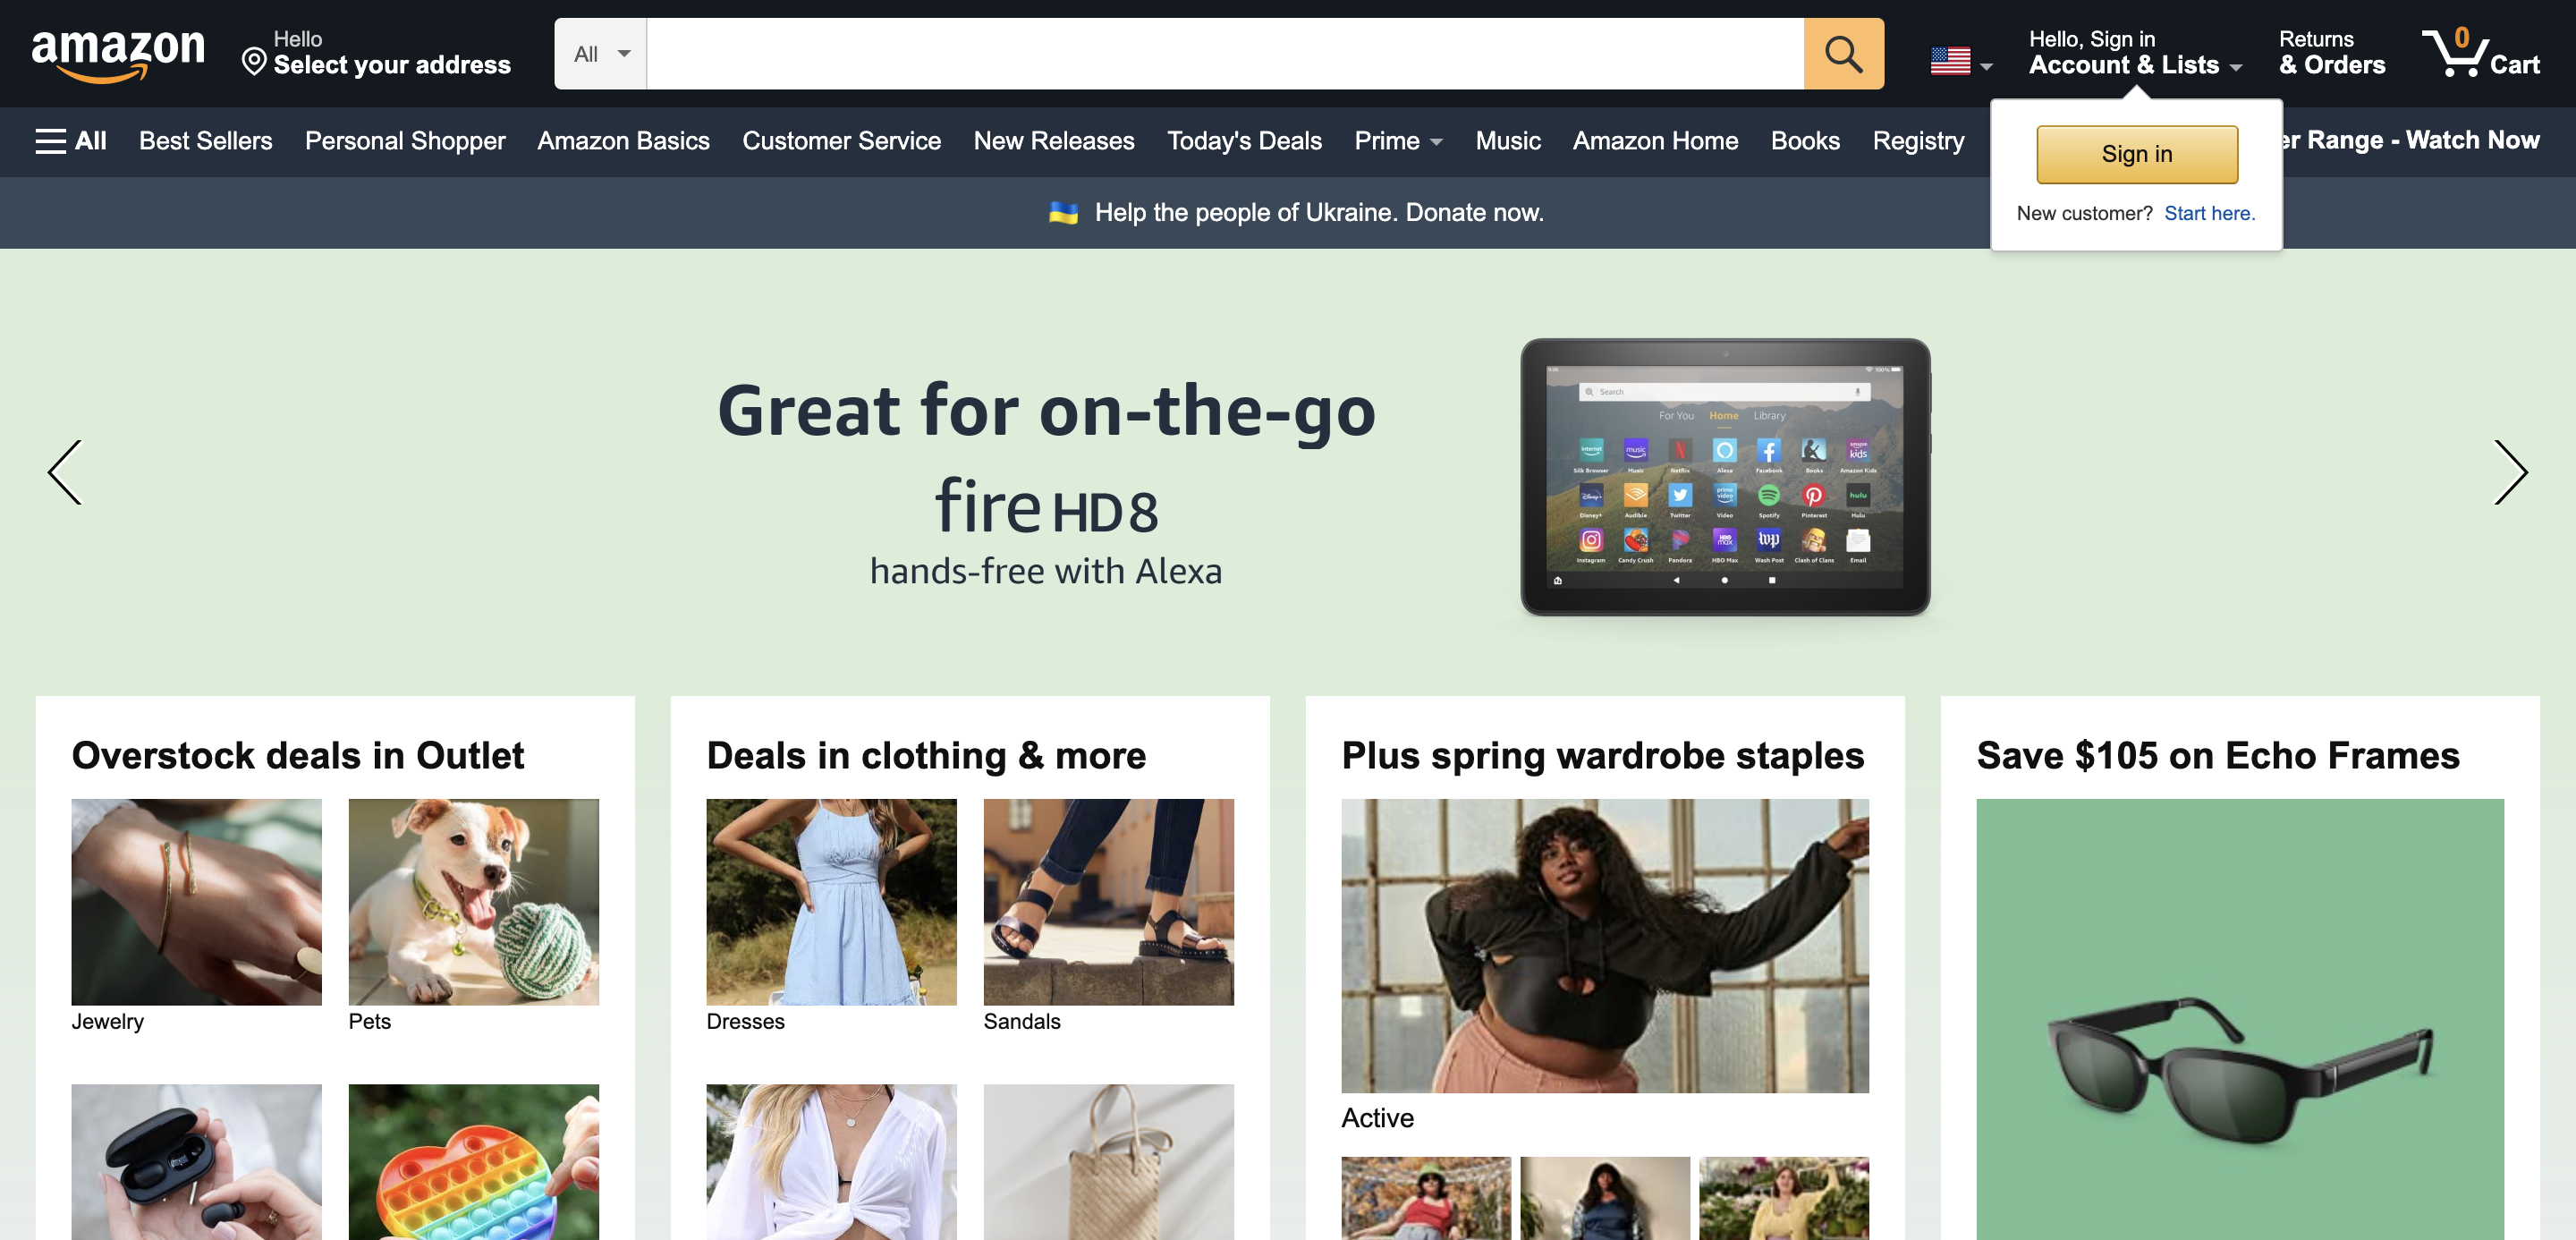 amazon
Hello
Select your address
All
Hello, Sign in
Account & Lists
Returns
& Orders
0
Cart
All
Best Sellers
Personal Shopper
Amazon Basics
Customer Service
New Releases
Today's Deals
Prime
Music
Amazon Home
Books
Registry
er Range - Watch Now
Sign in
New customer? Start here.
Help the people of Ukraine. Donate now.
Great for on-the-go
fire HD 8
hands-free with Alexa
100%
Search
For You Home Library
Silk Browser Music Netflix Alexa Facebook Books Amazon Kids
Disney+ Audible Twitter Video Spotify Pinterest Hulu
Instagram Candy Crush Pandora HBO Max Wash Post Clash of Clans Email
Overstock deals in Outlet
Jewelry
Pets
Deals in clothing & more
Dresses
Sandals
Plus spring wardrobe staples
Active
Save $105 on Echo Frames